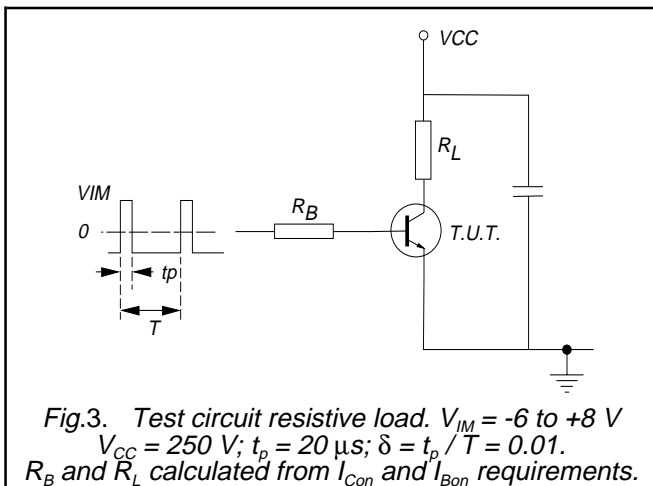 VCC
R_L
VIM
R_B
0
T.U.T.
tp
T
Fig.3. Test circuit resistive load. V_IM = -6 to +8 V
V_CC = 250 V; t_p = 20 μs; δ = t_p / T = 0.01.
R_B and R_L calculated from I_Con and I_Bon requirements.